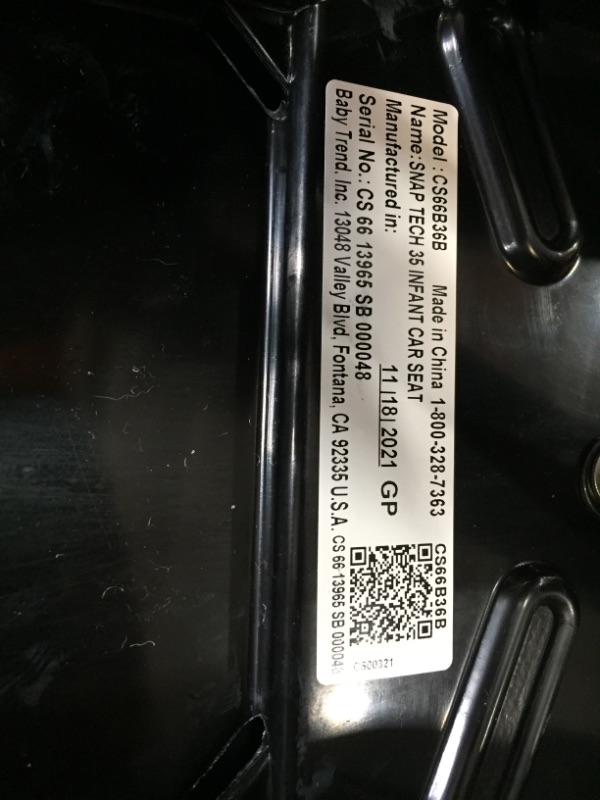 Model : CS66B36B Made in China 1-800-328-7363
Name:SNAP TECH 35 INFANT CAR SEAT
Manufactured in: 11|18|2021 GP
Serial No.: CS 66 13965 SB 000048
Baby Trend, Inc. 13048 Valley Blvd, Fontana, CA 92335 U.S.A. CS 66 13965 SB 000048
CS66B36B
CS00321